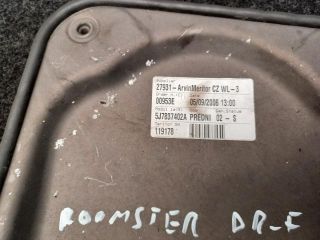 27931-ArvinMeritor CZ WL-3
00953E 05/09/2006 13:00
5J7837402A PREDNI 02 - S
119178
ROOMSTER DR-F